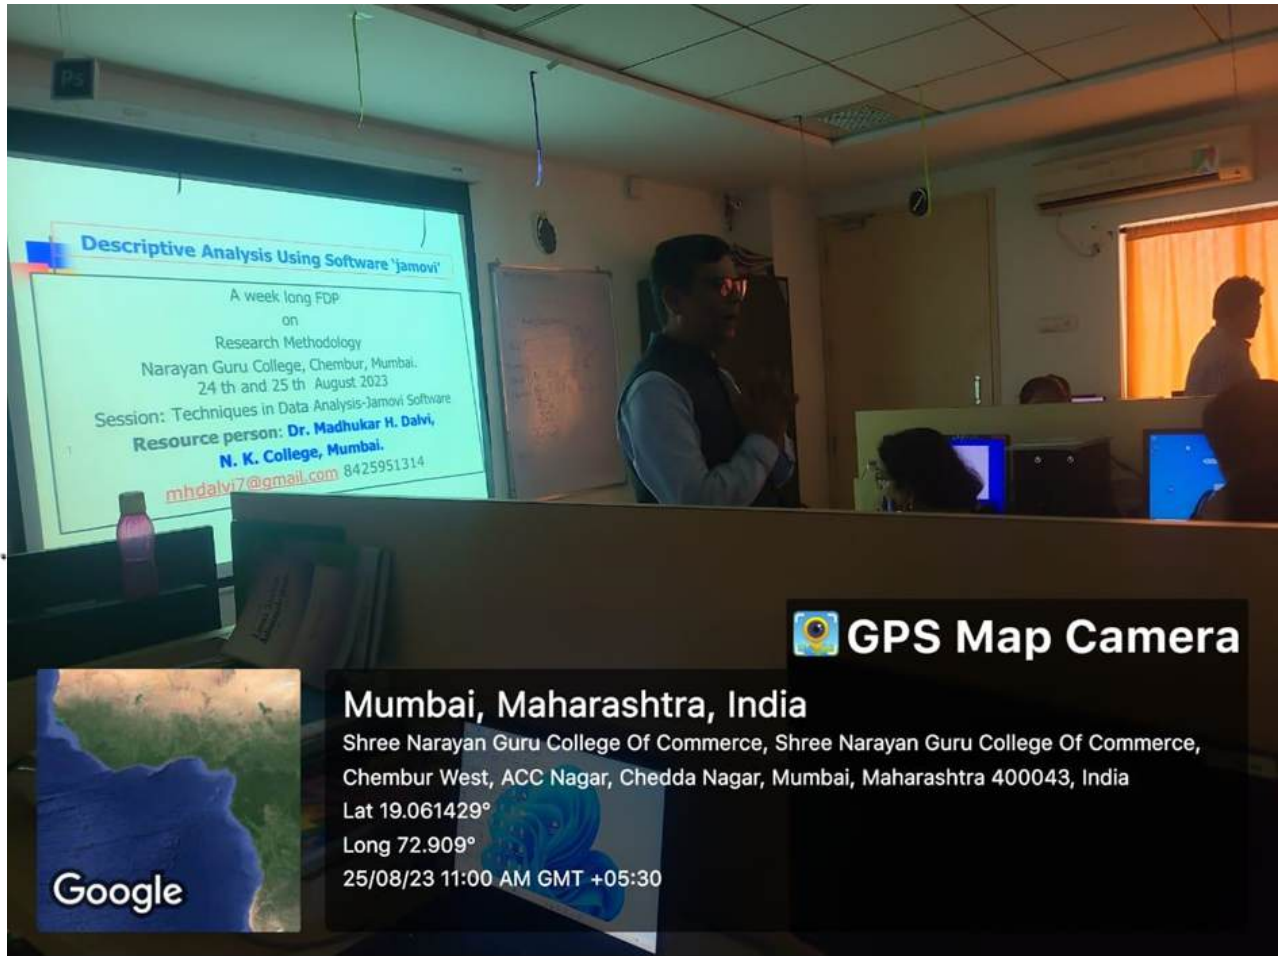 Ps
Descriptive Analysis Using Software 'jamovi'
A week long FDP
on
Research Methodology
Narayan Guru College, Chembur, Mumbai.
24 th and 25 th August 2023
Session: Techniques in Data Analysis-Jamovi Software
Resource person: Dr. Madhukar H. Dalvi,
N. K. College, Mumbai.
mhdalvi7@gmail.com 8425951314
GPS Map Camera
Mumbai, Maharashtra, India
Shree Narayan Guru College Of Commerce, Shree Narayan Guru College Of Commerce,
Chembur West, ACC Nagar, Chedda Nagar, Mumbai, Maharashtra 400043, India
Lat 19.061429°
Long 72.909°
25/08/23 11:00 AM GMT +05:30
Google